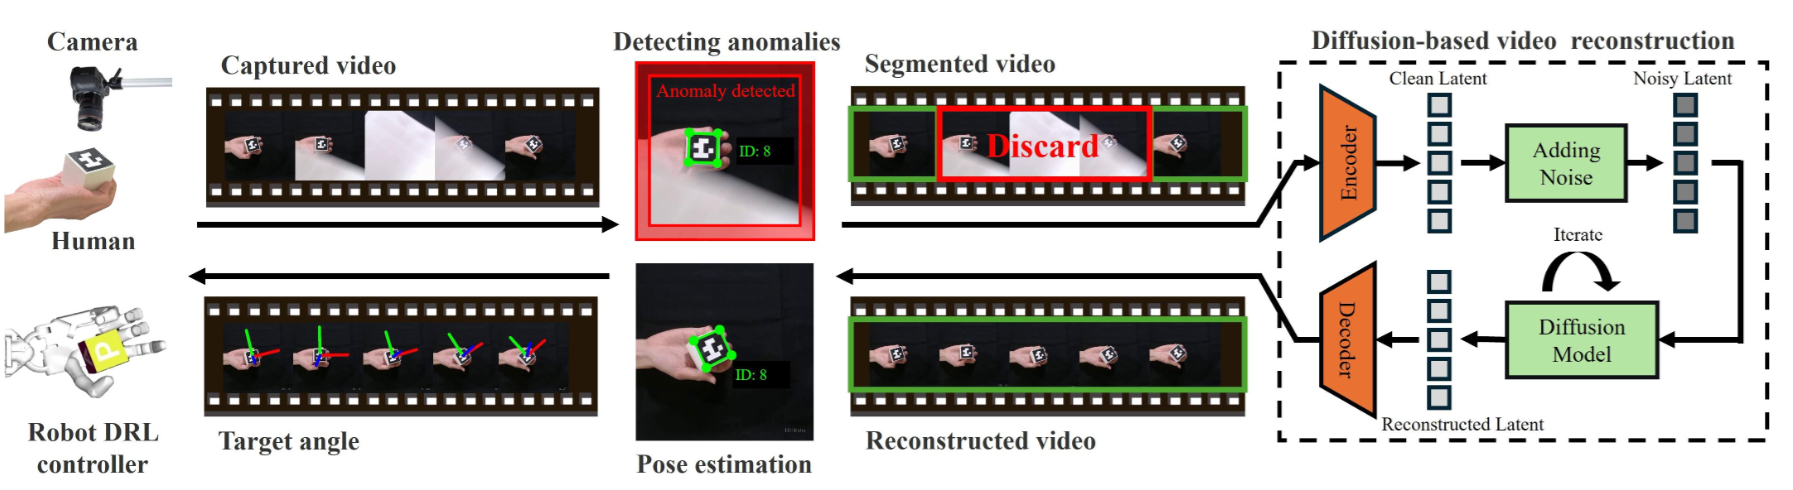 Camera
Captured video
Detecting anomalies
Anomaly detected
ID: 8
Segmented video
Discard
Diffusion-based video reconstruction
Clean Latent
Noisy Latent
Encoder
Adding
Noise
Human
Iterate
Diffusion
Model
Decoder
Reconstructed Latent
Reconstructed video
ID: 8
Pose estimation
Target angle
P
Robot DRL
controller